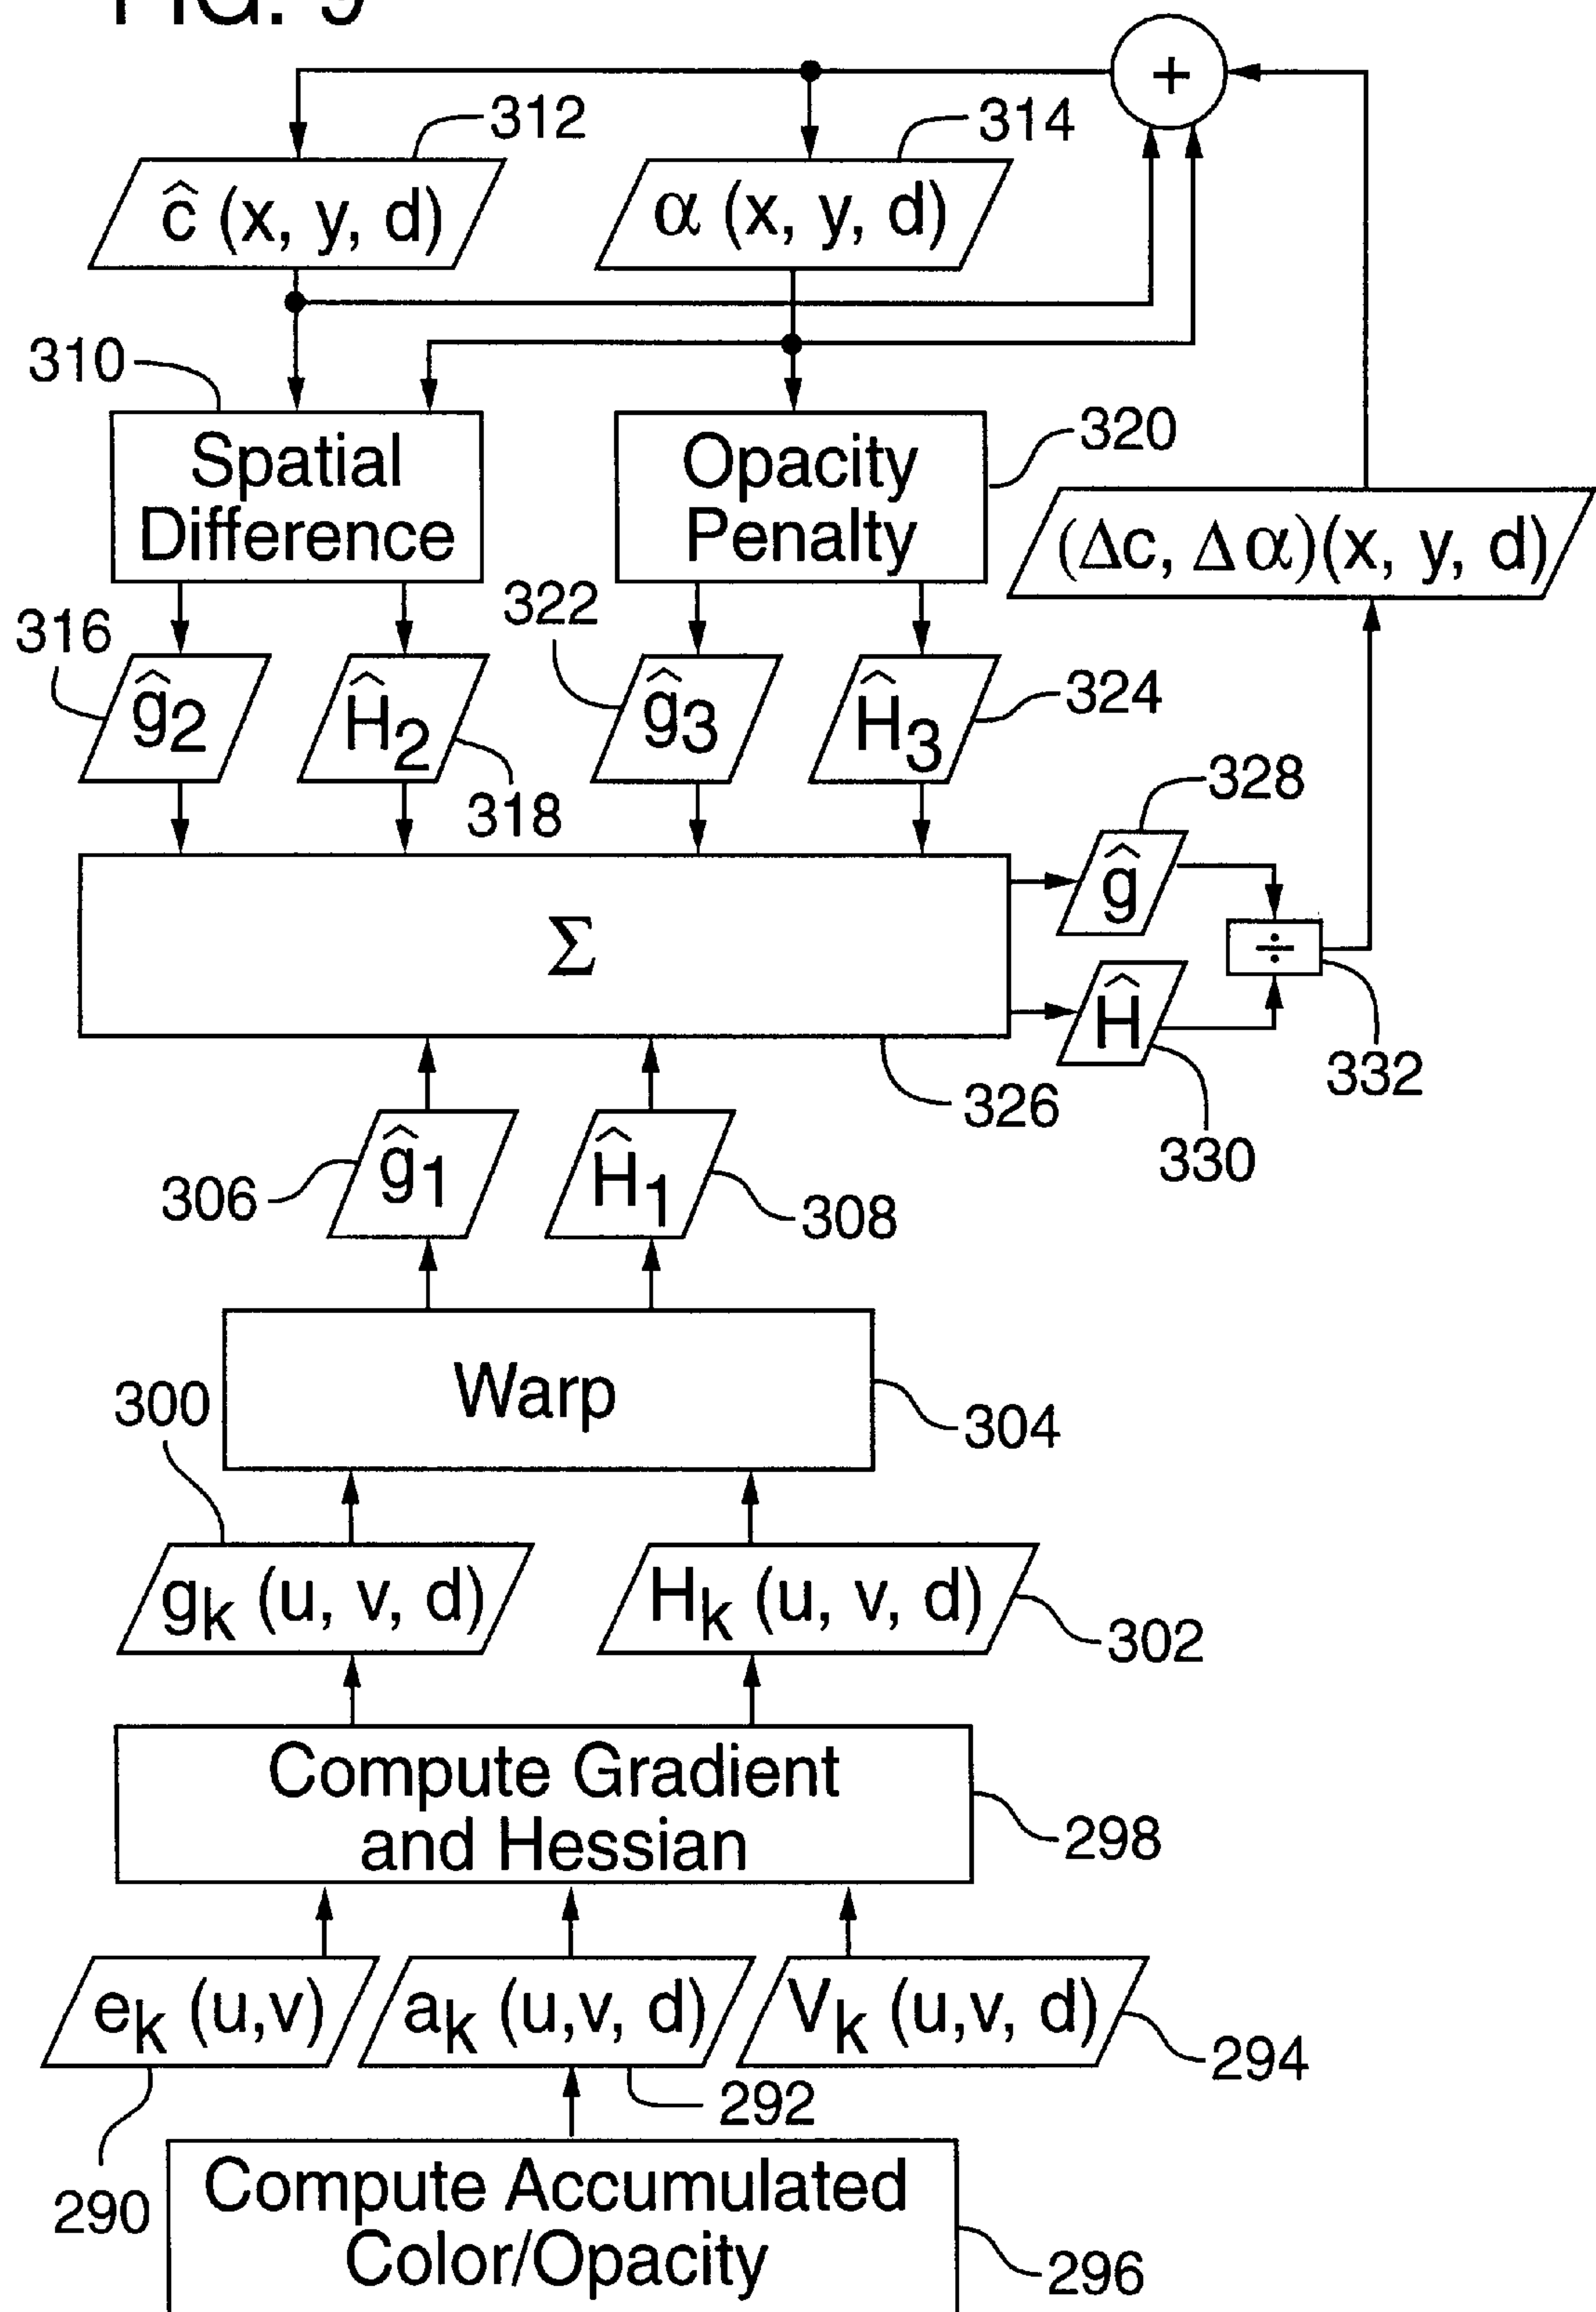 FIG. 9
+
312
314
ĉ (x, y, d)
α (x, y, d)
310
Spatial
Difference
Opacity
Penalty
320
(Δc, Δα)(x, y, d)
316
322
ĝ2
Ĥ2
ĝ3
Ĥ3
324
318
328
Σ
ĝ
÷
Ĥ
332
326
330
306
ĝ1
Ĥ1
308
Warp
300
304
gk (u, v, d)
Hk (u, v, d)
302
Compute Gradient
and Hessian
298
ek (u,v)
ak (u,v, d)
Vk (u,v, d)
294
292
290
Compute Accumulated
Color/Opacity
296